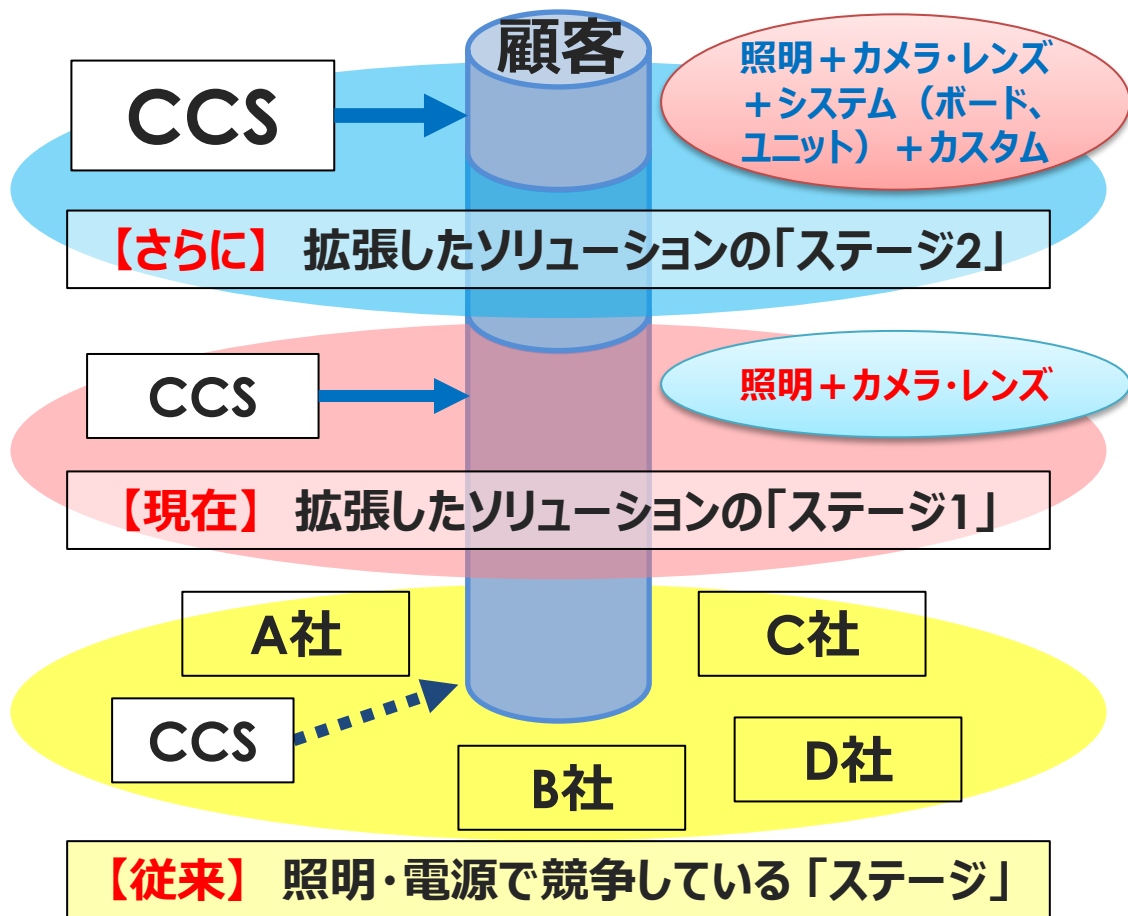 顧客
CCS
照明+カメラ・レンズ
+システム（ボード、
ユニット）+カスタム
【さらに】 拡張したソリューションの「ステージ2」
CCS
照明+カメラ・レンズ
【現在】 拡張したソリューションの「ステージ1」
A社
C社
CCS
B社
D社
【従来】 照明・電源で競争している「ステージ」